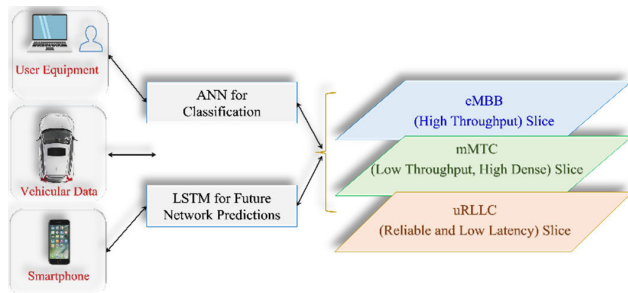 User Equipment
Vehicular Data
Smartphone
ANN for
Classification
LSTM for Future
Network Predictions
eMBB
(High Throughput) Slice
mMTC
(Low Throughput, High Dense) Slice
uRLLC
(Reliable and Low Latency) Slice